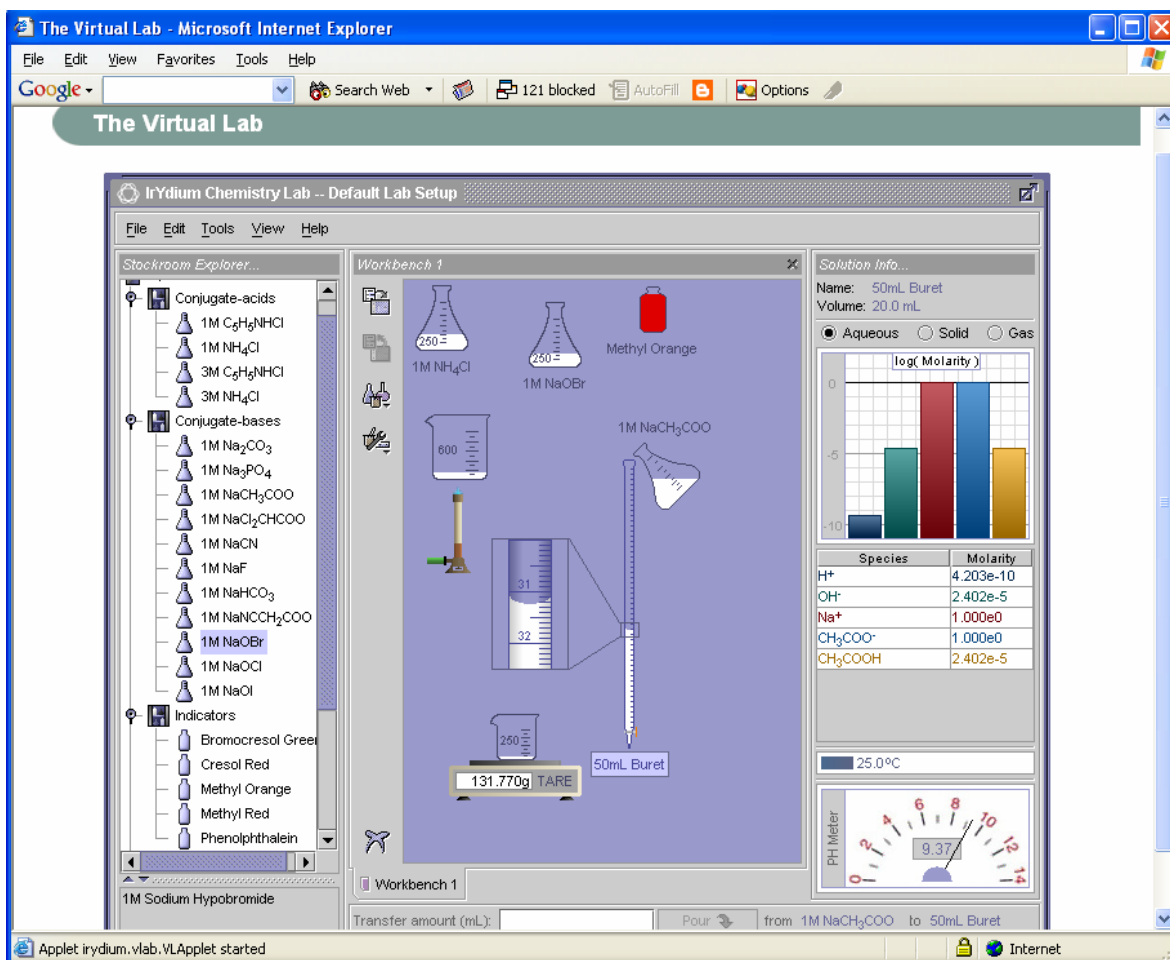 The Virtual Lab - Microsoft Internet Explorer
File Edit View Favorites Tools Help
Google Search Web 121 blocked AutoFill Options
The Virtual Lab
IrYdium Chemistry Lab -- Default Lab Setup
File Edit Tools View Help
Stockroom Explorer...
Conjugate-acids
1M C₅H₅NHCl
1M NH₄Cl
3M C₅H₅NHCl
3M NH₄Cl
Conjugate-bases
1M Na₂CO₃
1M Na₃PO₄
1M NaCH₃COO
1M NaCl₂CHCOO
1M NaCN
1M NaF
1M NaHCO₃
1M NaNCCH₂COO
1M NaOBr
1M NaOCl
1M NaOI
Indicators
Bromocresol Green
Cresol Red
Methyl Orange
Methyl Red
Phenolphthalein
1M Sodium Hypobromide
Workbench 1
250
1M NH₄Cl
250
1M NaOBr
Methyl Orange
600
1M NaCH₃COO
31
32
250
131.770g TARE
50mL Buret
Workbench 1
Transfer amount (mL): Pour from 1M NaCH₃COO to 50mL Buret
Solution Info...
Name: 50mL Buret
Volume: 20.0 mL
Aqueous Solid Gas
log( Molarity )
0
-5
-10
Species Molarity
H⁺ 4.203e-10
OH⁻ 2.402e-5
Na⁺ 1.000e0
CH₃COO⁻ 1.000e0
CH₃COOH 2.402e-5
25.0ºC
PH Meter
0 2 4 6 8 10 12 14
9.37
Applet irydium.vlab.VLApplet started Internet